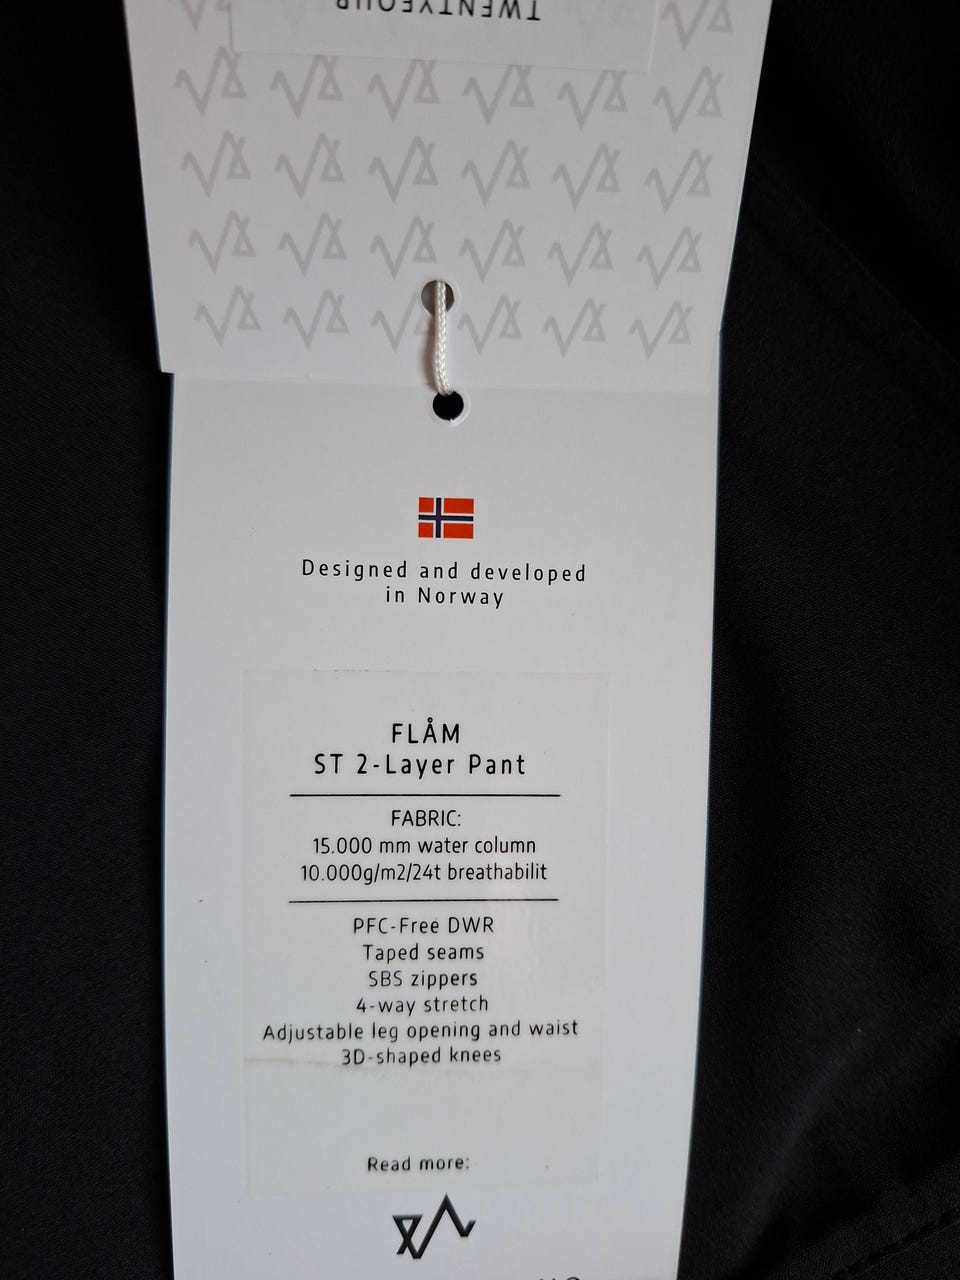 TWENTYFOUR
Designed and developed
in Norway
FLÅM
ST 2-Layer Pant
FABRIC:
15.000 mm water column
10.000g/m2/24t breathabilit
PFC-Free DWR
Taped seams
SBS zippers
4-way stretch
Adjustable leg opening and waist
3D-shaped knees
Read more: